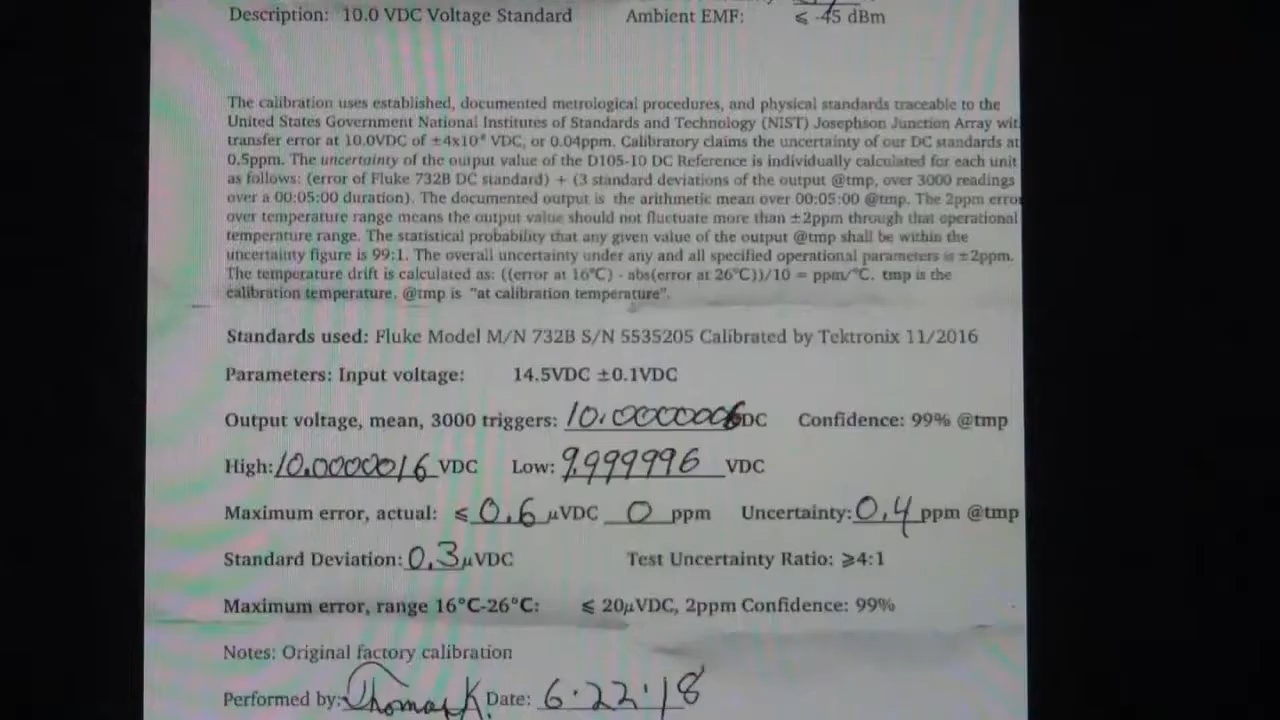 Description: 10.0 VDC Voltage Standard Ambient EMF: ⩽ -45 dBm
The calibration uses established, documented metrological procedures, and physical standards traceable to the
United States Government National Institutes of Standards and Technology (NIST) Josephson Junction Array wit
transfer error at 10.0VDC of ±4x10⁻⁸ VDC, or 0.04ppm. Calibratory claims the uncertainty of our DC standards at
0.5ppm. The uncertainty of the output value of the D105-10 DC Reference is individually calculated for each unit
as follows: (error of Fluke 732B DC standard) + (3 standard deviations of the output @tmp, over 3000 readings
over a 00:05:00 duration). The documented output is the arithmetic mean over 00:05:00 @tmp. The 2ppm erro
over temperature range means the output value should not fluctuate more than ±2ppm through that operational
temperature range. The statistical probability that any given value of the output @tmp shall be within the
uncertainty figure is 99:1. The overall uncertainty under any and all specified operational parameters is ±2ppm.
The temperature drift is calculated as: ((error at 16°C) - abs(error at 26°C))/10 = ppm/°C. tmp is the
calibration temperature, @tmp is "at calibration temperature".
Standards used: Fluke Model M/N 732B S/N 5535205 Calibrated by Tektronix 11/2016
Parameters: Input voltage: 14.5VDC ±0.1VDC
Output voltage, mean, 3000 triggers: 10.0000006 DC Confidence: 99% @tmp
High: 10.0000016 VDC Low: 9.999996 VDC
Maximum error, actual: ⩽ 0.6 µVDC 0 ppm Uncertainty: 0.4 ppm @tmp
Standard Deviation: 0.3 µVDC Test Uncertainty Ratio: ⩾4:1
Maximum error, range 16°C-26°C: ⩽ 20µVDC, 2ppm Confidence: 99%
Notes: Original factory calibration
Performed by: Thomas K. Date: 6·22·18